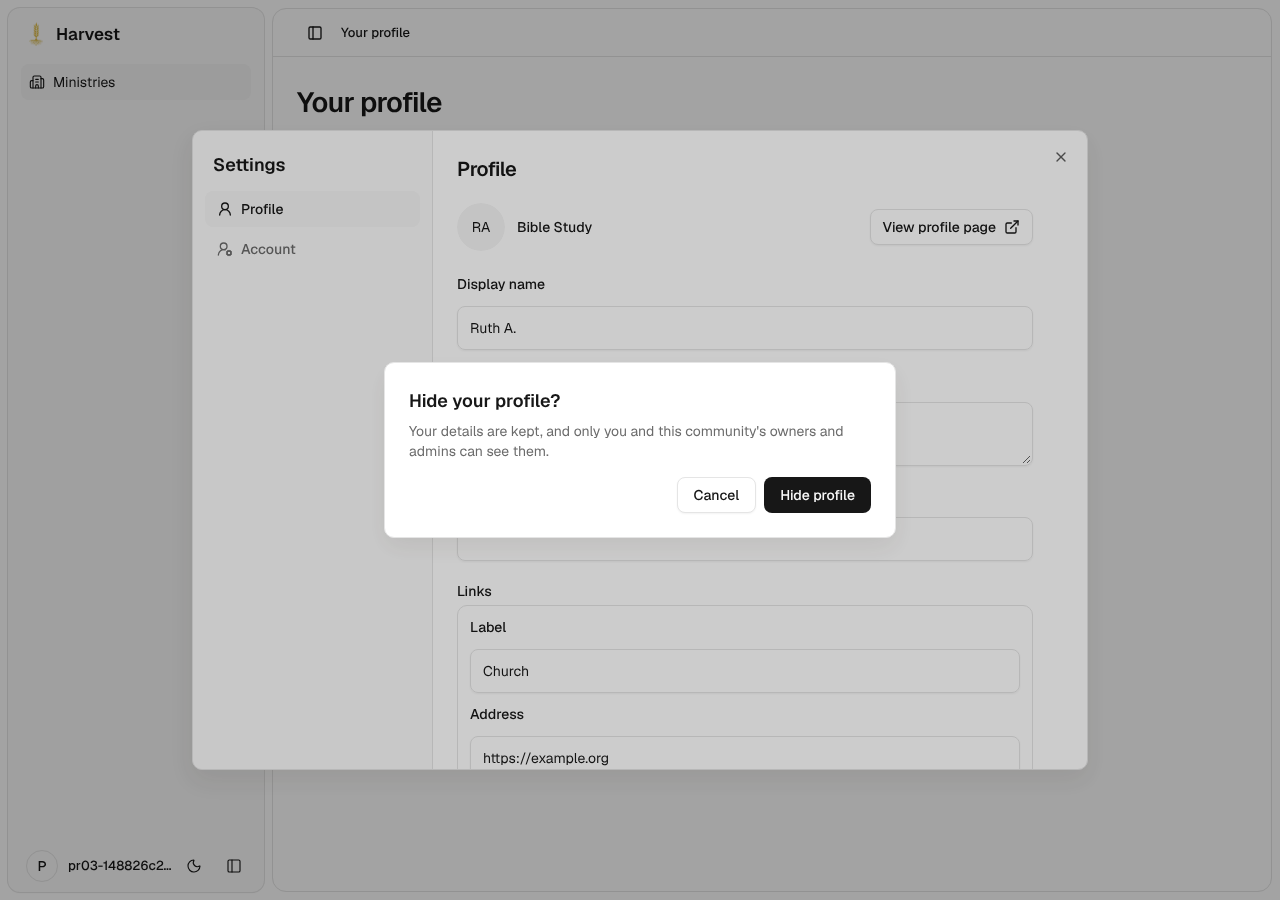 Harvest
Ministries
Your profile
Your profile
Settings
Profile
Account
Profile
RA
Bible Study
View profile page
Display name
Ruth A.
Hide your profile?
Your details are kept, and only you and this community's owners and
admins can see them.
Cancel
Hide profile
Links
Label
Church
Address
https://example.org
P
pr03-148826c2…